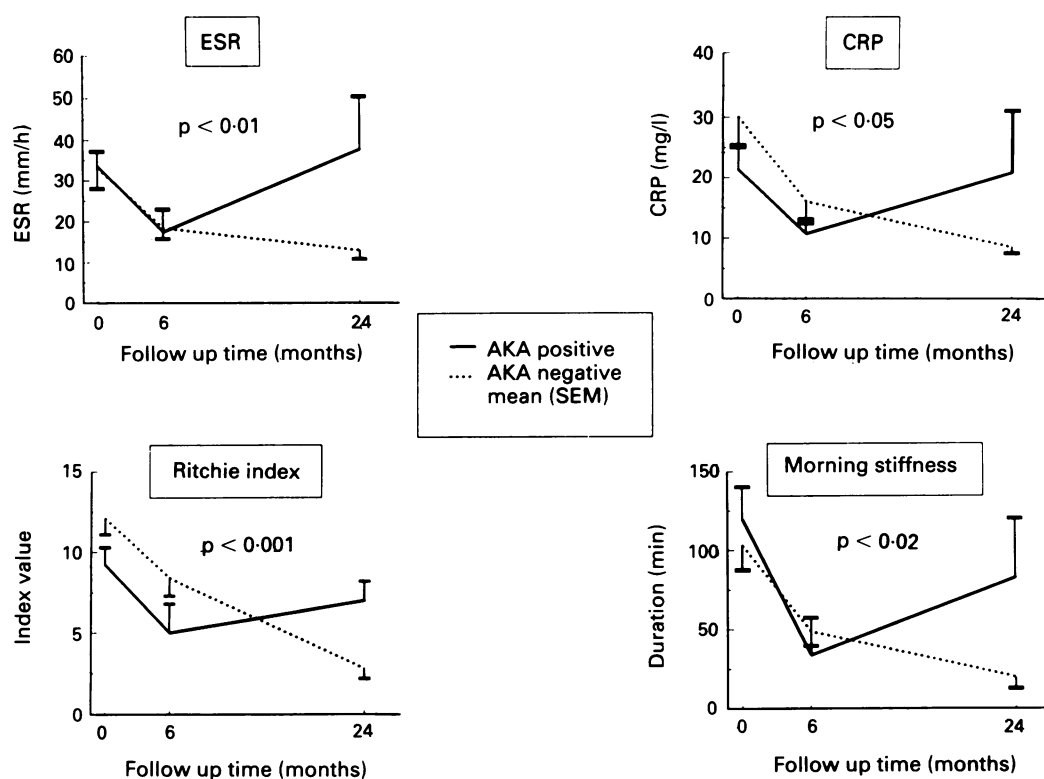 ESR
60
50
40
30
20
10
0
ESR (mm/h)
p < 0·01
0 6 24
Follow up time (months)
CRP
40
30
20
10
0
CRP (mg/l)
p < 0·05
0 6 24
Follow up time (months)
AKA positive
AKA negative
mean (SEM)
Ritchie index
15
10
5
0
Index value
p < 0·001
0 6 24
Follow up time (months)
Morning stiffness
150
100
50
0
Duration (min)
p < 0·02
0 6 24
Follow up time (months)